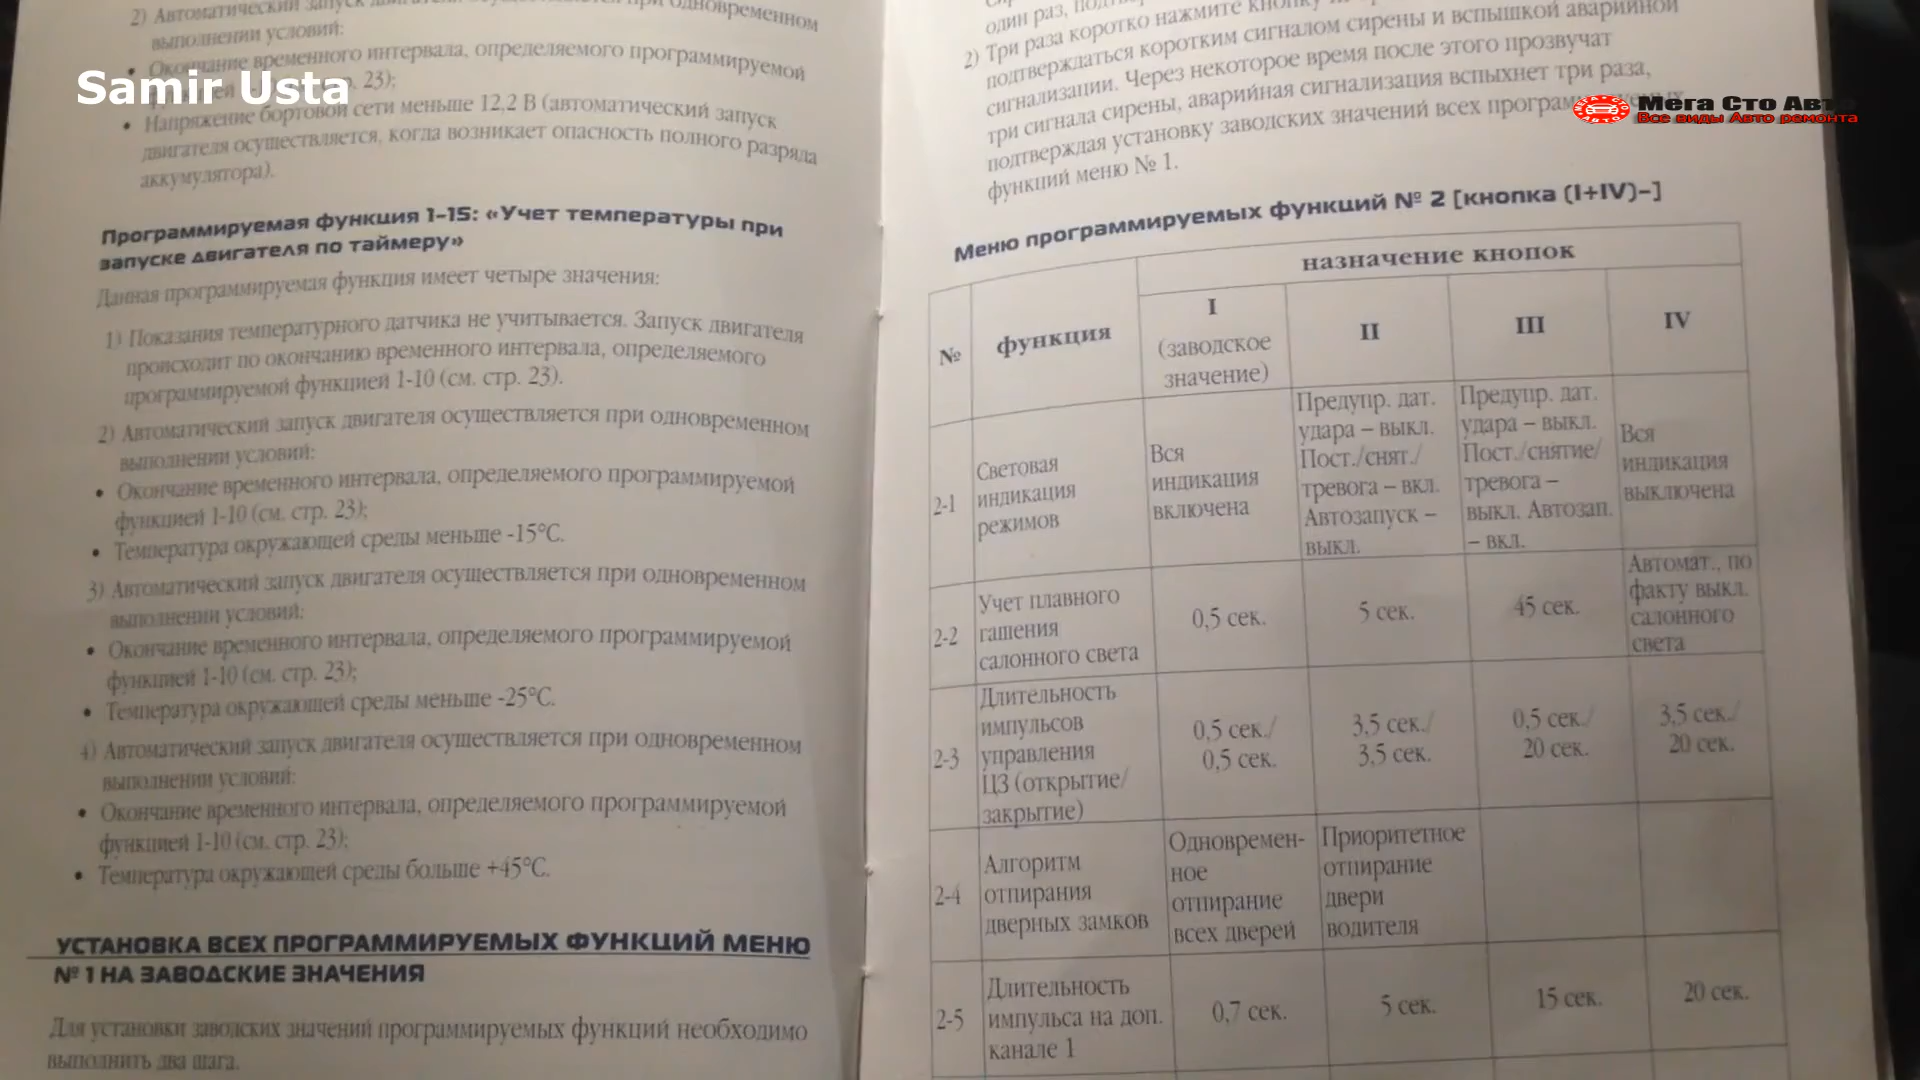 2) Автоматический запуск двигателя осуществляется при одновременном
выполнении условий:
• Окончание временного интервала, определяемого программируемой
Samir Usta
р. 23);
• Напряжение бортовой сети меньше 12,2 В (автоматический запуск
двигателя осуществляется, когда возникает опасность полного разряда
аккумулятора).
Программируемая функция 1-15: «Учет температуры при
запуске двигателя по таймеру»
Данная программируемая функция имеет четыре значения:
1) Показания температурного датчика не учитывается. Запуск двигателя
происходит по окончанию временного интервала, определяемого
программируемой функцией 1-10 (см. стр. 23).
2) Автоматический запуск двигателя осуществляется при одновременном
выполнении условий:
• Окончание временного интервала, определяемого программируемой
функцией 1-10 (см. стр. 23);
• Температура окружающей среды меньше -15°С.
3) Автоматический запуск двигателя осуществляется при одновременном
выполнении условий:
• Окончание временного интервала, определяемого программируемой
функцией 1-10 (см. стр. 23);
• Температура окружающей среды меньше -25°С.
4) Автоматический запуск двигателя осуществляется при одновременном
выполнении условий:
• Окончание временного интервала, определяемого программируемой
функцией 1-10 (см. стр. 23);
• Температура окружающей среды больше +45°С.
УСТАНОВКА ВСЕХ ПРОГРАММИРУЕМЫХ ФУНКЦИЙ МЕНЮ
№ 1 НА ЗАВОДСКИЕ ЗНАЧЕНИЯ
Для установки заводских значений программируемых функций необходимо
выполнить два шага.
один раз,
2) Три раза коротко нажмите кнопку
подтверждаться коротким сигналом сирены и вспышкой аварийной
сигнализации. Через некоторое время после этого прозвучат
три сигнала сирены, аварийная сигнализация вспыхнет три раза,
подтверждая установку заводских значений всех программируемых
функций меню № 1.
МЕГА СТО АВТО
Мега Сто Авто
Все виды Авто ремонта
Меню программируемых функций № 2 [кнопка (I+IV)–]
№
функция
назначение кнопок
I
(заводское
значение)
II
III
IV
2-1
Световая
индикация
режимов
Вся
индикация
включена
Предупр. дат.
удара – выкл.
Пост./снят./
тревога – вкл.
Автозапуск –
выкл.
Предупр. дат.
удара – выкл.
Пост./снятие/
тревога –
выкл. Автозап.
– вкл.
Вся
индикация
выключена
2-2
Учет плавного
гашения
салонного света
0,5 сек.
5 сек.
45 сек.
Автомат., по
факту выкл.
салонного
света
2-3
Длительность
импульсов
управления
ЦЗ (открытие/
закрытие)
0,5 сек./
0,5 сек.
3,5 сек./
3,5 сек.
0,5 сек./
20 сек.
3,5 сек./
20 сек.
2-4
Алгоритм
отпирания
дверных замков
Одновремен-
ное
отпирание
всех дверей
Приоритетное
отпирание
двери
водителя
2-5
Длительность
импульса на доп.
канале 1
0,7 сек.
5 сек.
15 сек.
20 сек.